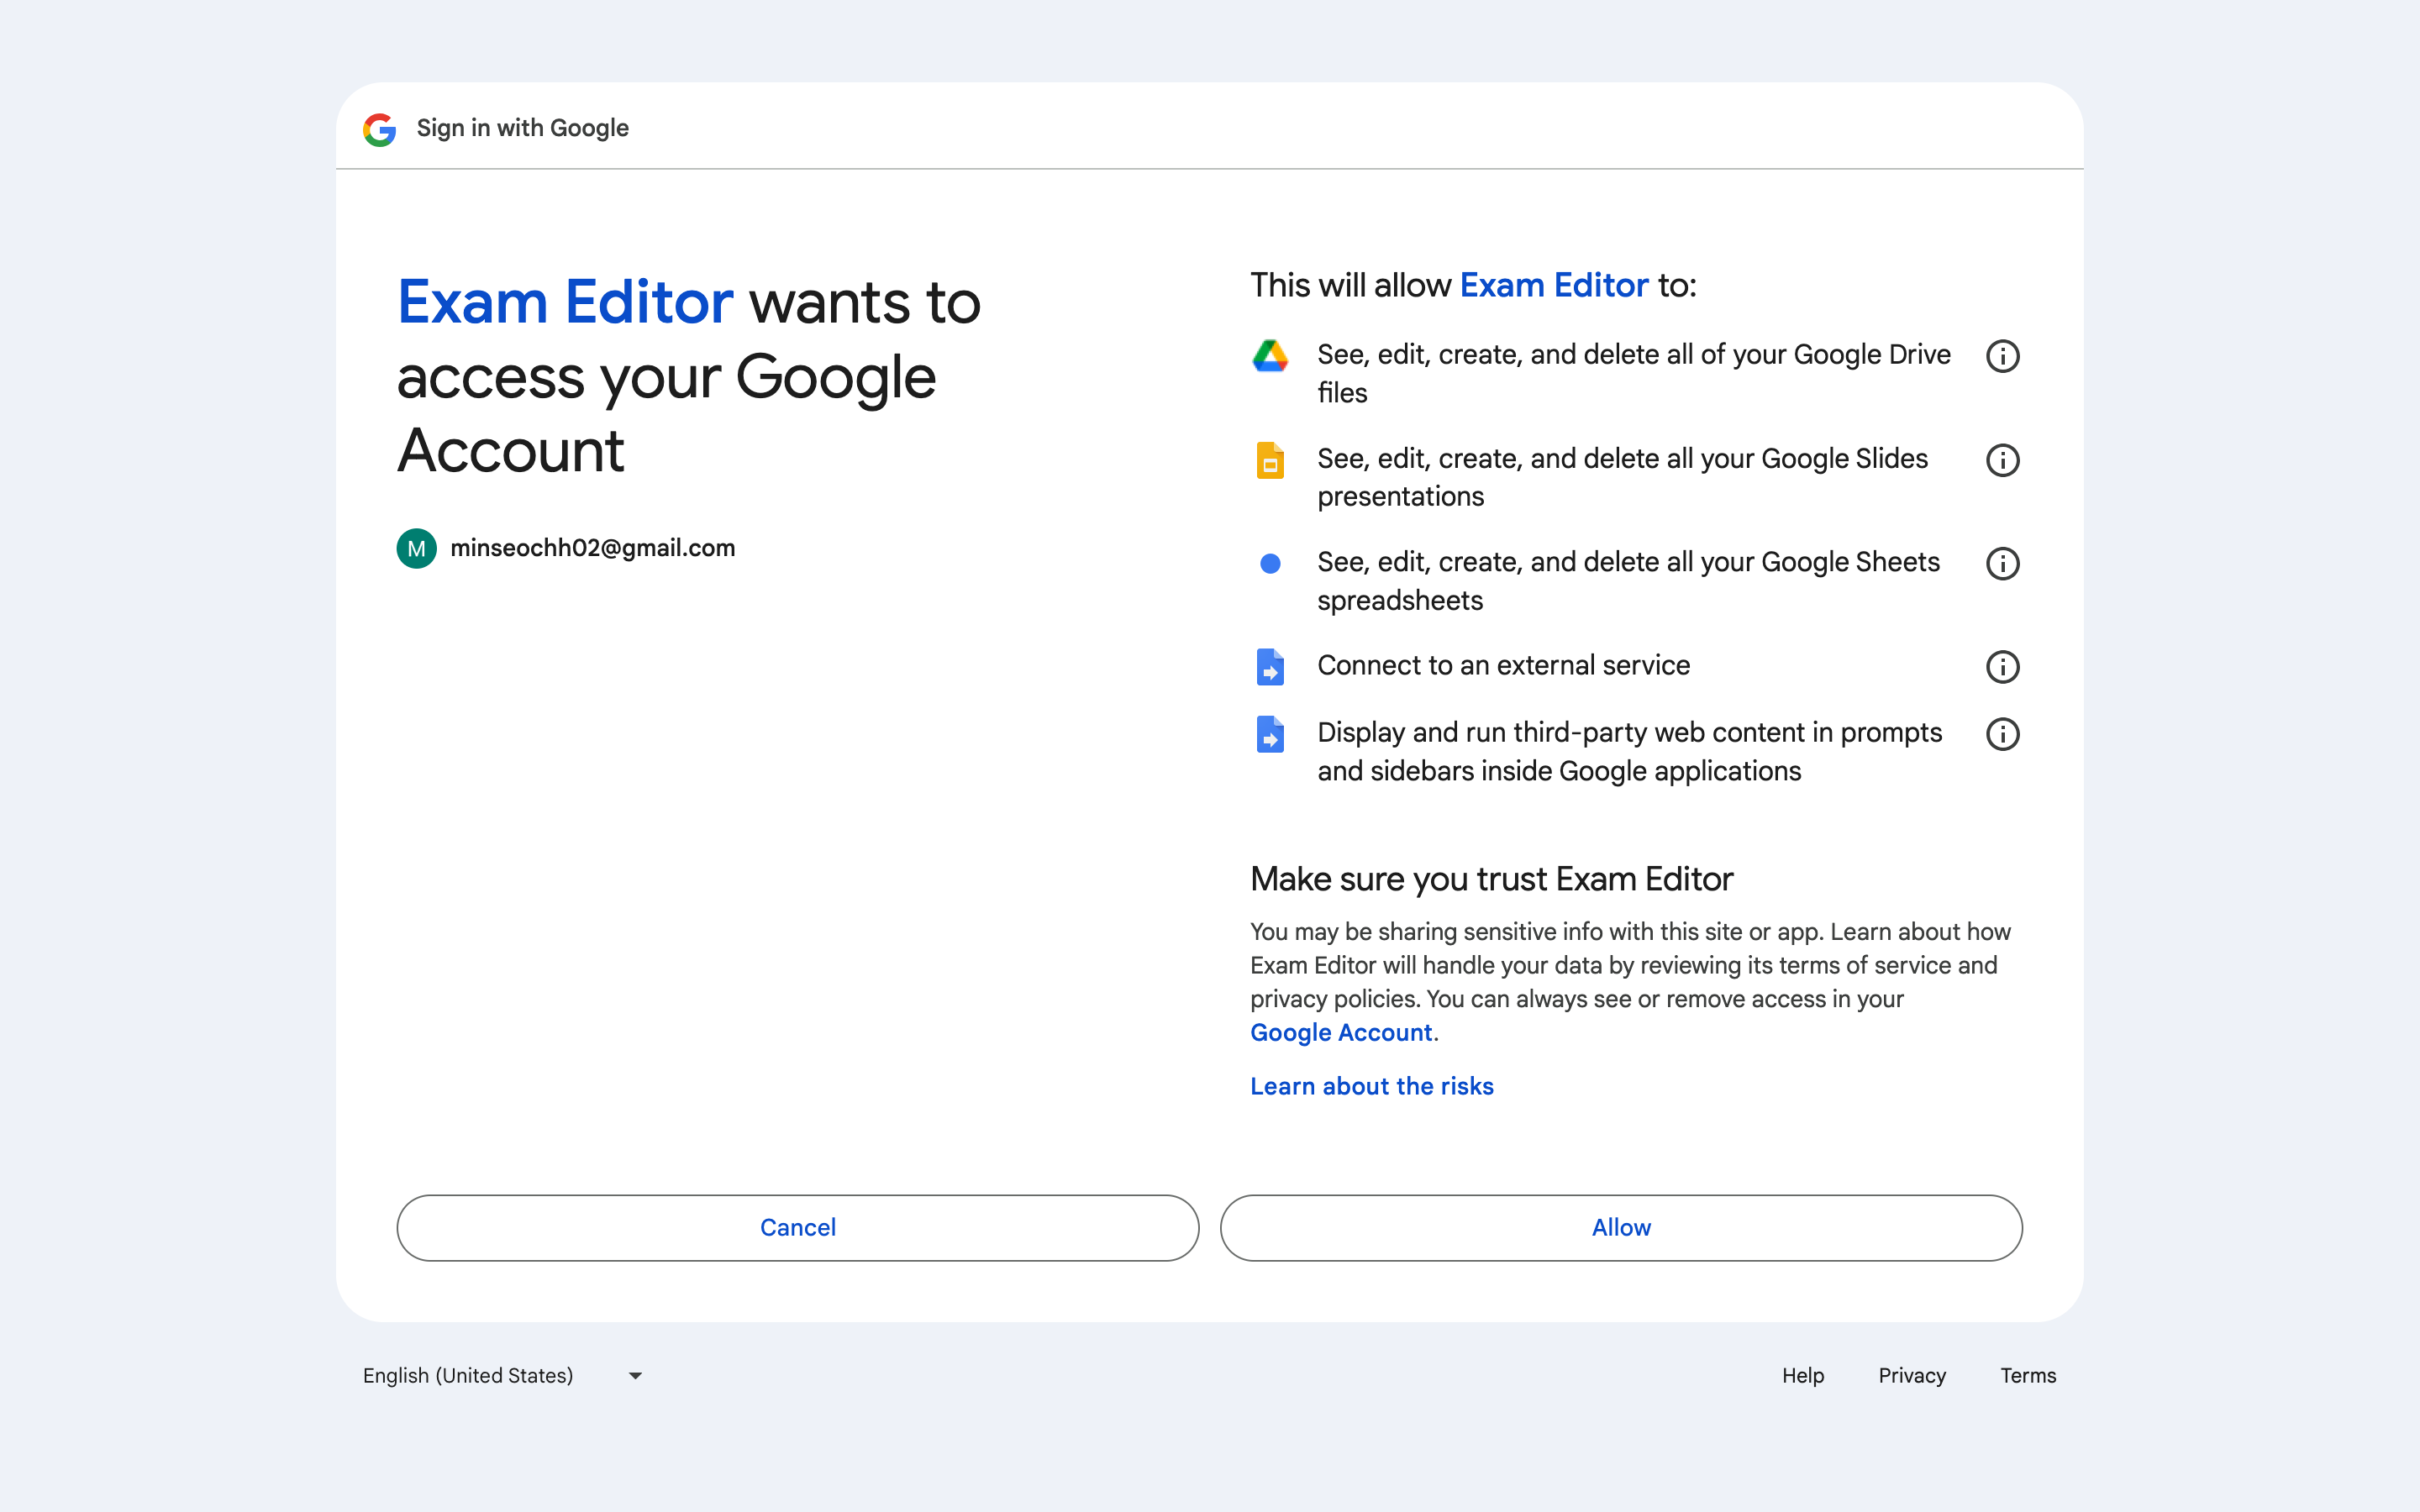 Sign in with Google
Exam Editor wants to
access your Google
Account
M
minseochh02@gmail.com
This will allow Exam Editor to:
See, edit, create, and delete all of your Google Drive
files
See, edit, create, and delete all your Google Slides
presentations
See, edit, create, and delete all your Google Sheets
spreadsheets
Connect to an external service
Display and run third-party web content in prompts
and sidebars inside Google applications
Make sure you trust Exam Editor
You may be sharing sensitive info with this site or app. Learn about how
Exam Editor will handle your data by reviewing its terms of service and
privacy policies. You can always see or remove access in your
Google Account.
Learn about the risks
Cancel
Allow
English (United States)
Help
Privacy
Terms